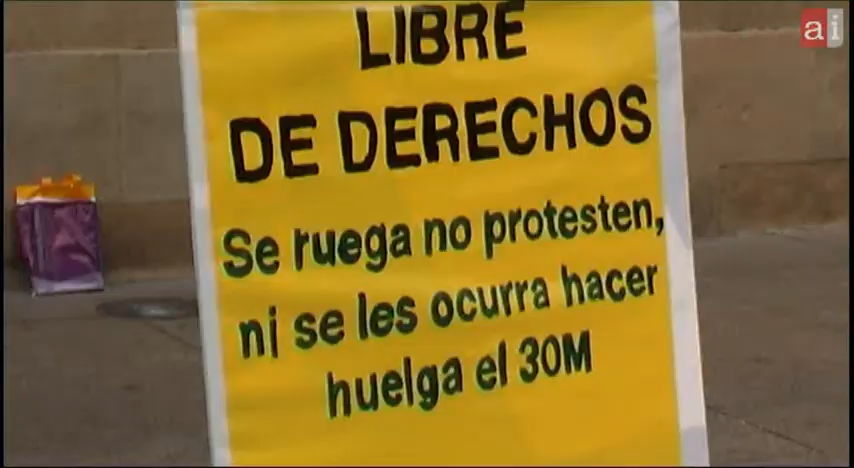 LIBRE
DE DERECHOS
Se ruega no protesten,
ni se les ocurra hacer
huelga el 30M
a